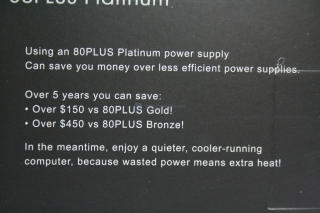 80PLUS Platinum
Using an 80PLUS Platinum power supply
Can save you money over less efficient power supplies.
Over 5 years you can save:
• Over $150 vs 80PLUS Gold!
• Over $450 vs 80PLUS Bronze!
In the meantime, enjoy a quieter, cooler-running
computer, because wasted power means extra heat!